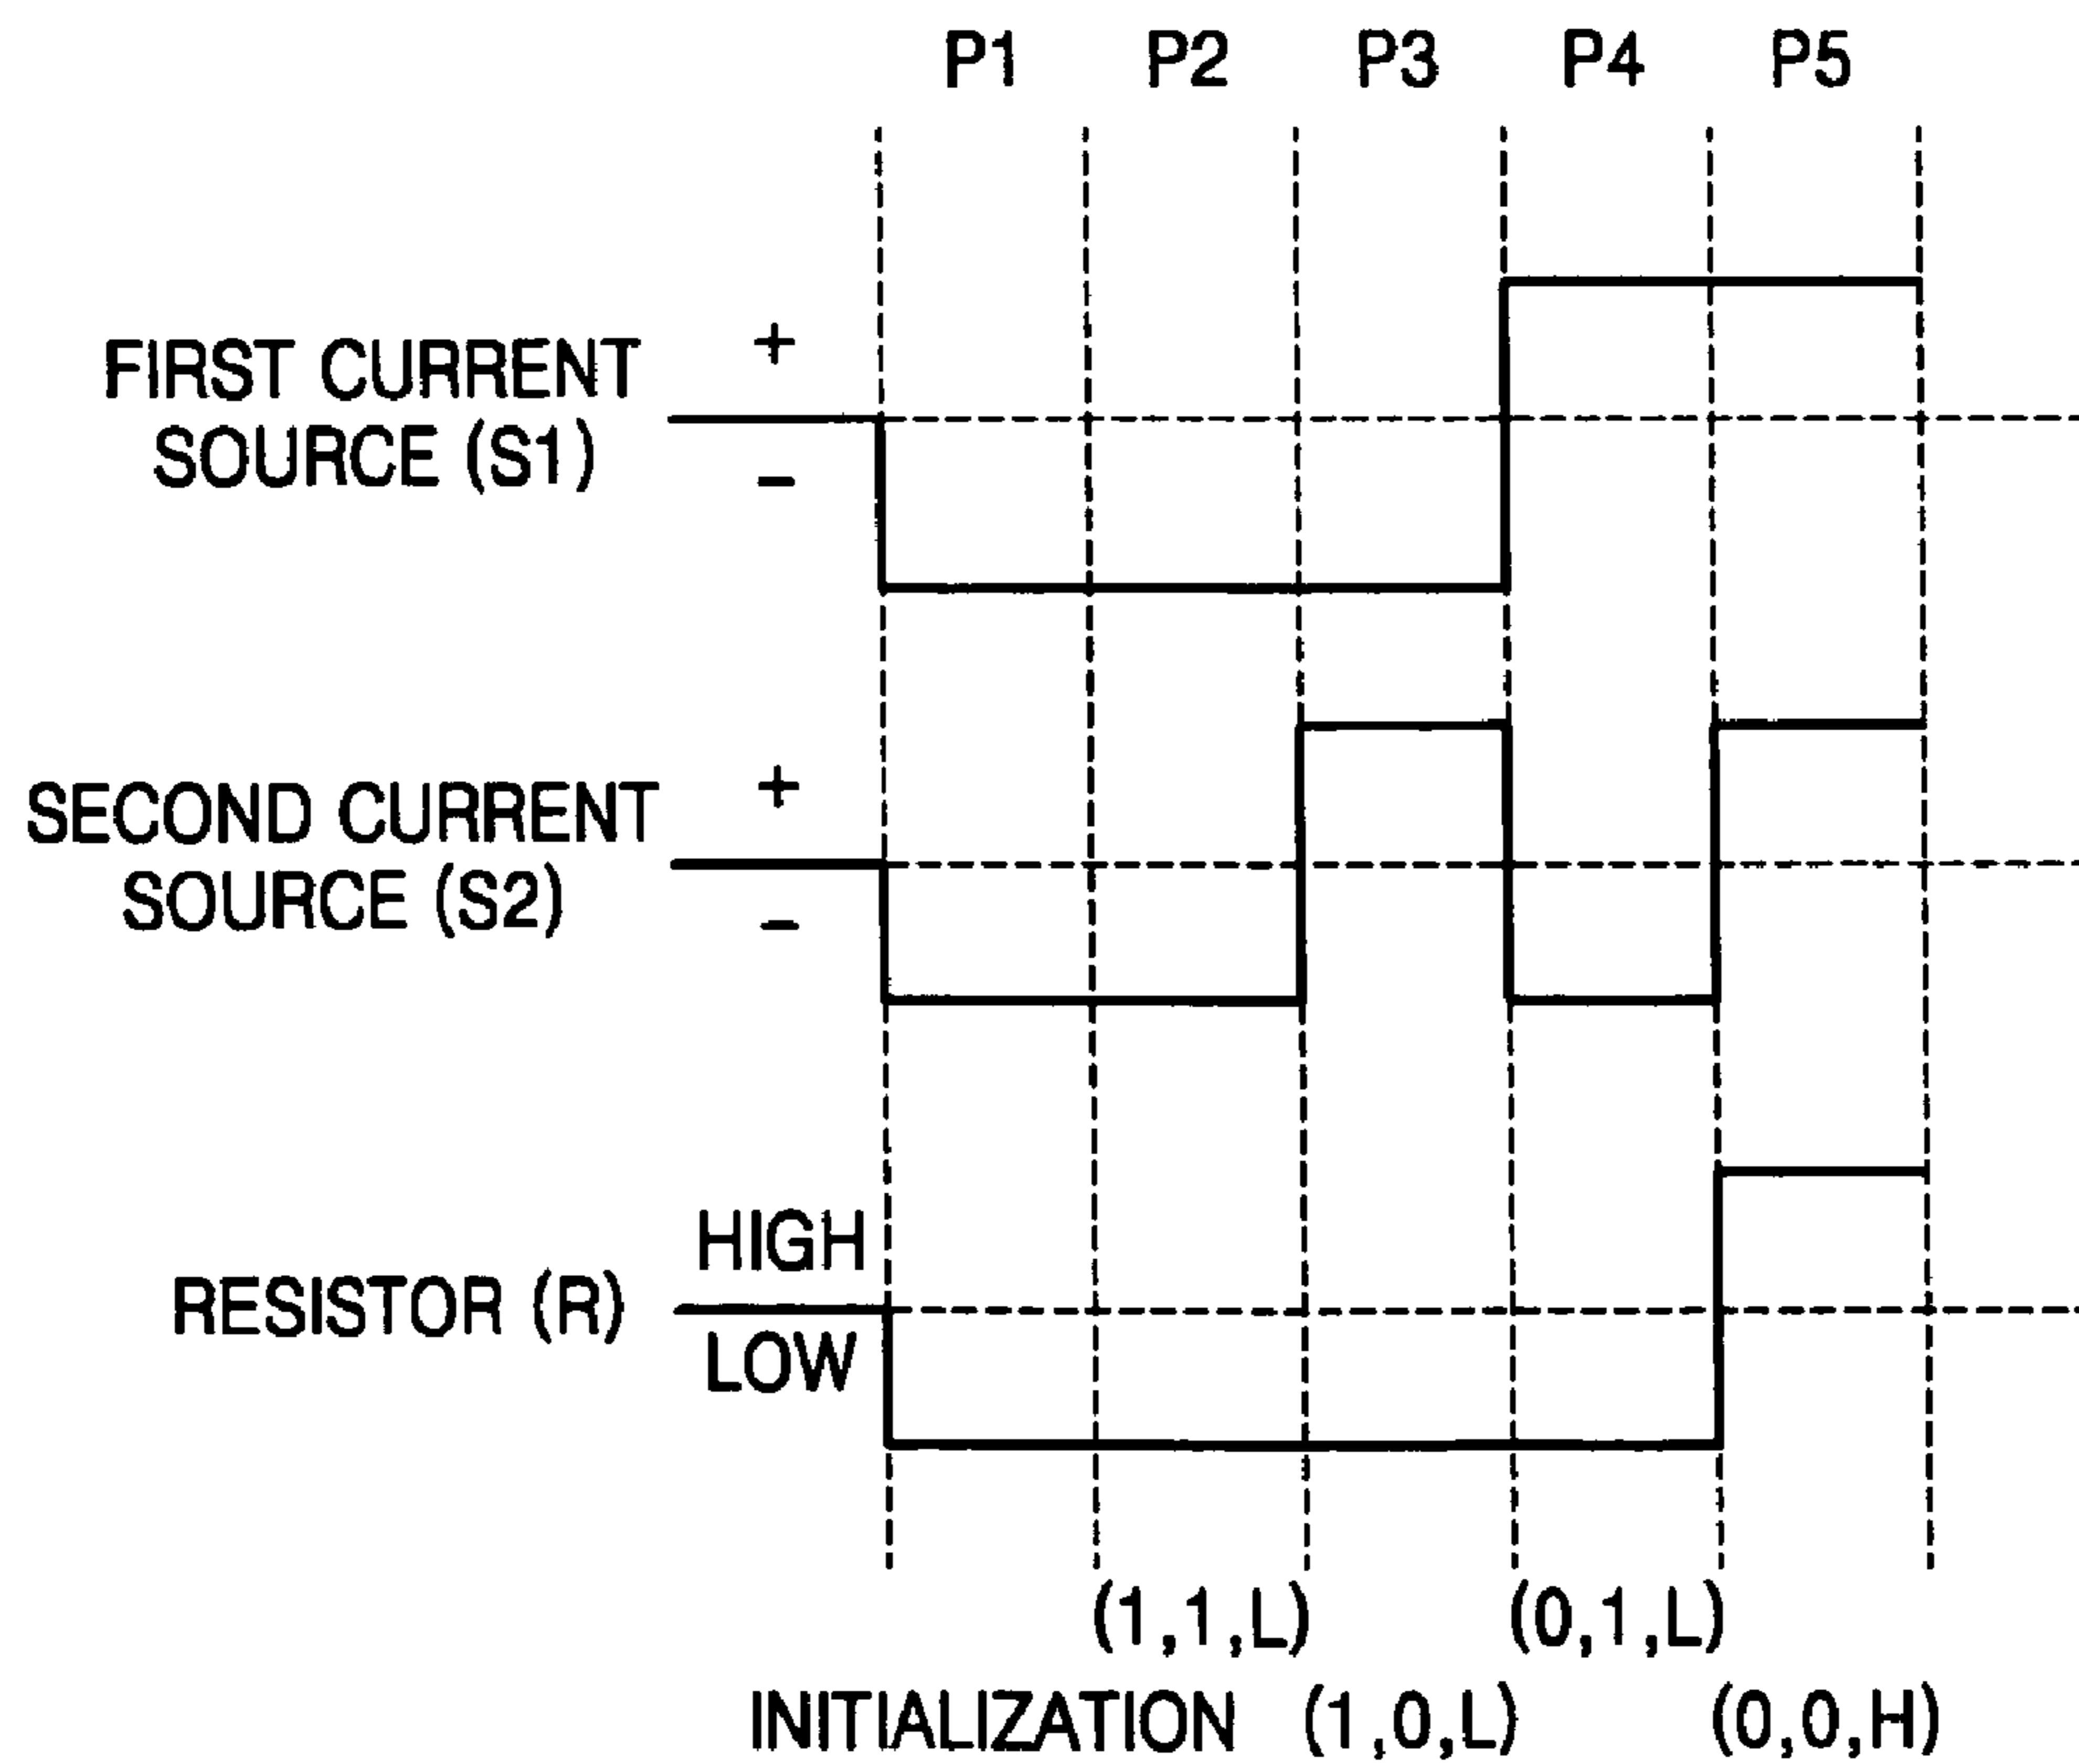 P1 P2 P3 P4 P5
FIRST CURRENT
SOURCE (S1)
+
-
SECOND CURRENT
SOURCE (S2)
+
-
RESISTOR (R)
HIGH
LOW
(1,1,L) (0,1,L)
INITIALIZATION (1,0,L) (0,0,H)